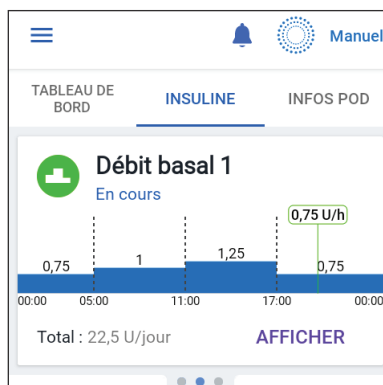 Manuel
TABLEAU DE
BORD
INSULINE
INFOS POD
Débit basal 1
En cours
0,75 U/h
0,75
1
1,25
0,75
00:00 05:00 11:00 17:00 00:00
Total : 22,5 U/jour
AFFICHER